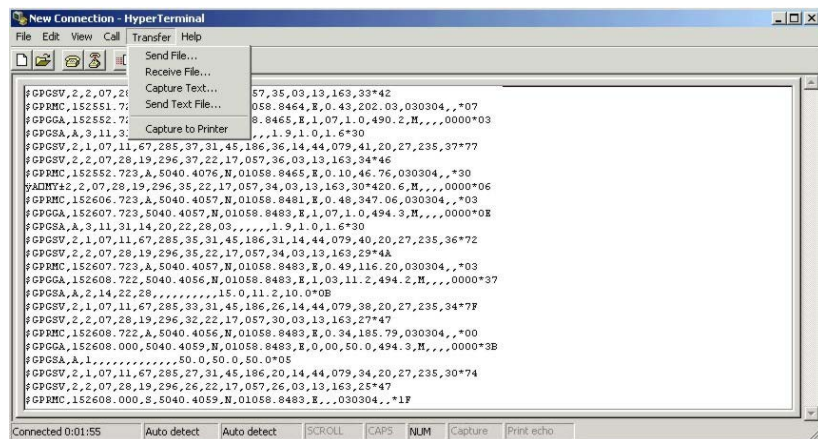 New Connection - HyperTerminal
File Edit View Call Transfer Help
Send File...
Receive File...
Capture Text...
Send Text File...
Capture to Printer
$GPGSV,2,2,07,28 57,35,03,13,163,33*42
$GPRMC,152551.72 01058.8464,E,0.43,202.03,030304,,*07
$GPGGA,152552.72 8.8465,E,1,07,1.0,490.2,M,,,,0000*03
$GPGSA,A,3,11,3 ,,,,1.9,1.0,1.6*30
$GPGSV,2,1,07,11,67,285,37,31,45,186,36,14,44,079,41,20,27,235,37*77
$GPGSV,2,2,07,28,19,296,37,22,17,057,36,03,13,163,34*46
$GPRMC,152552.723,A,5040.4076,N,01058.8465,E,0.10,46.76,030304,,*30
ÿA□MY±2,2,07,28,19,296,35,22,17,057,34,03,13,163,30*420.6,M,,,,0000*06
$GPRMC,152606.723,A,5040.4057,N,01058.8481,E,0.48,347.06,030304,,*03
$GPGGA,152607.723,5040.4057,N,01058.8483,E,1,07,1.0,494.3,M,,,,0000*0E
$GPGSA,A,3,11,31,14,20,22,28,03,,,,,,1.9,1.0,1.6*30
$GPGSV,2,1,07,11,67,285,35,31,45,186,31,14,44,079,40,20,27,235,36*72
$GPGSV,2,2,07,28,19,296,35,22,17,057,34,03,13,163,29*4A
$GPRMC,152607.723,A,5040.4057,N,01058.8483,E,0.49,116.20,030304,,*03
$GPGGA,152608.722,5040.4056,N,01058.8483,E,1,03,11.2,494.2,M,,,,0000*37
$GPGSA,A,2,14,22,28,,,,,,,,,,15.0,11.2,10.0*0B
$GPGSV,2,1,07,11,67,285,33,31,45,186,26,14,44,079,38,20,27,235,34*7F
$GPGSV,2,2,07,28,19,296,32,22,17,057,30,03,13,163,27*47
$GPRMC,152608.722,A,5040.4056,N,01058.8483,E,0.34,185.79,030304,,*00
$GPGGA,152608.000,5040.4059,N,01058.8483,E,0,00,50.0,494.3,M,,,,0000*3B
$GPGSA,A,1,,,,,,,,,,,,,50.0,50.0,50.0*05
$GPGSV,2,1,07,11,67,285,27,31,45,186,20,14,44,079,34,20,27,235,30*74
$GPGSV,2,2,07,28,19,296,26,22,17,057,26,03,13,163,25*47
$GPRMC,152608.000,S,5040.4059,N,01058.8483,E,,,030304,,*1F
Connected 0:01:55 Auto detect Auto detect SCROLL CAPS NUM Capture Print echo